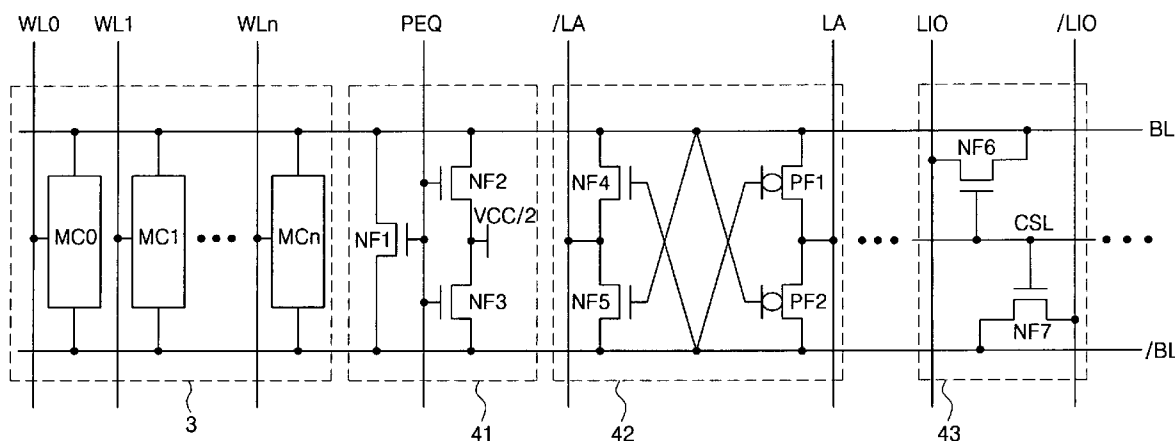 WL0 WL1 WLn PEQ /LA LA LIO /LIO
BL
NF6
NF2 NF4 PF1
VCC/2
MC0 MC1 MCn NF1 CSL
NF3 NF5 PF2
NF7
/BL
3 41 42 43